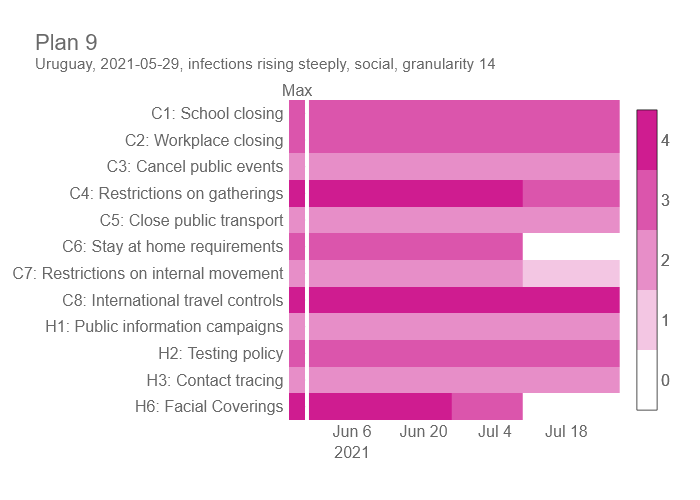 Plan 9
Uruguay, 2021-05-29, infections rising steeply, social, granularity 14
Max
C1: School closing
C2: Workplace closing
C3: Cancel public events
C4: Restrictions on gatherings
C5: Close public transport
C6: Stay at home requirements
C7: Restrictions on internal movement
C8: International travel controls
H1: Public information campaigns
H2: Testing policy
H3: Contact tracing
H6: Facial Coverings
Jun 6 Jun 20 Jul 4 Jul 18
2021
4
3
2
1
0